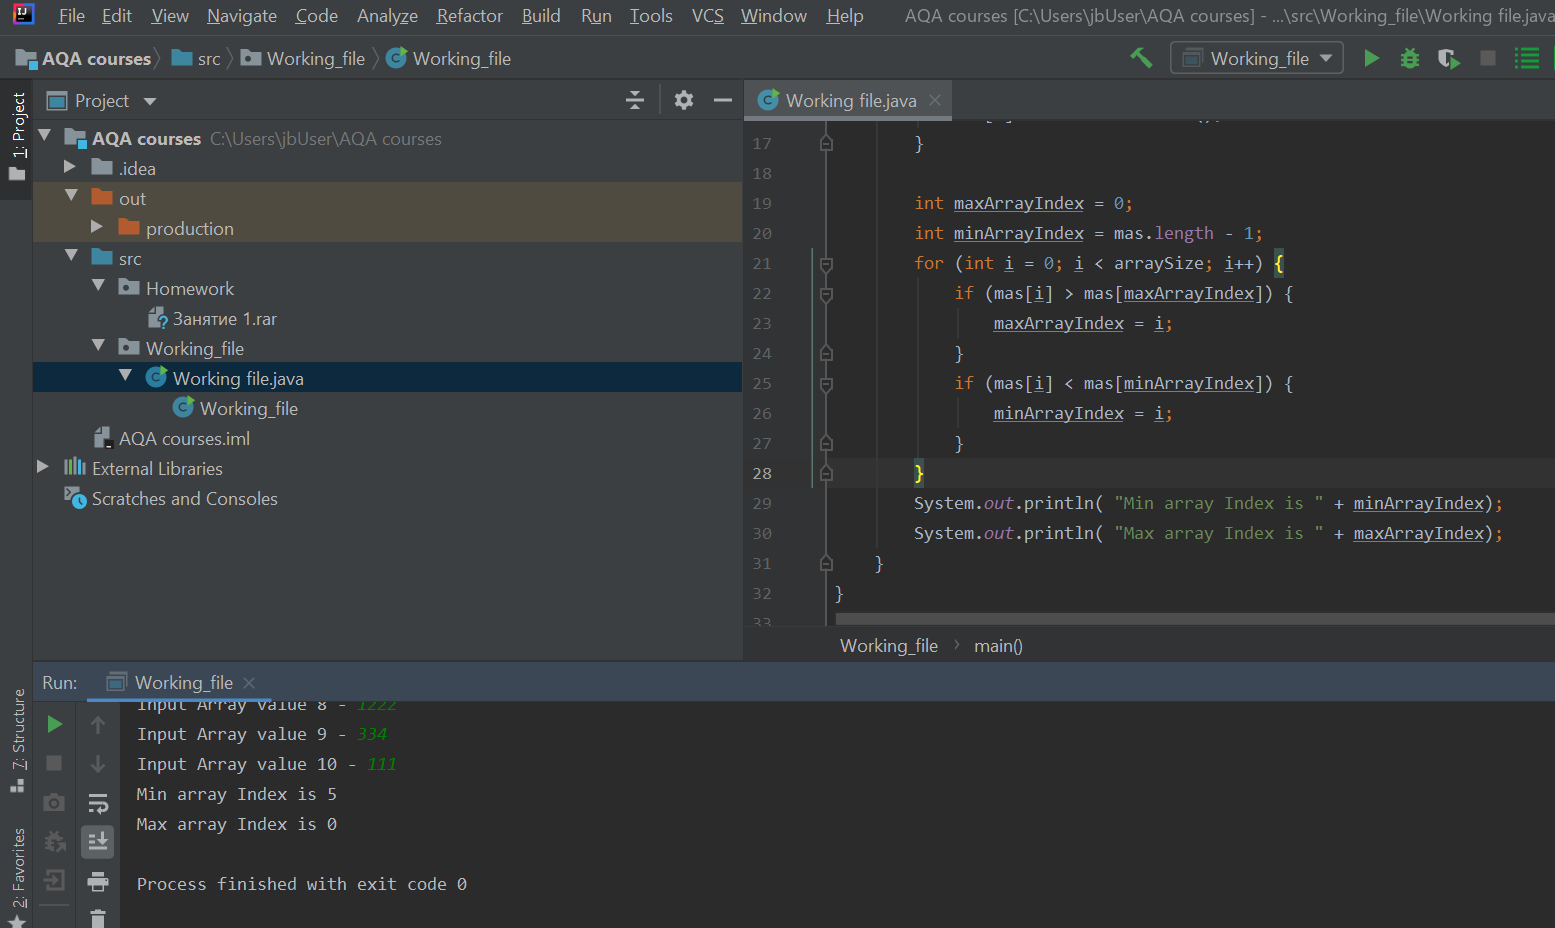 File Edit View Navigate Code Analyze Refactor Build Run Tools VCS Window Help AQA courses [C:\Users\jbUser\AQA courses] - ...\src\Working_file\Working file.java
AQA courses src Working_file Working_file
Working_file
1: Project
Project
AQA courses C:\Users\jbUser\AQA courses
.idea
out
production
src
Homework
Занятие 1.rar
Working_file
Working file.java
Working_file
AQA courses.iml
External Libraries
Scratches and Consoles
Working file.java
17 }
18
19 int maxArrayIndex = 0;
20 int minArrayIndex = mas.length - 1;
21 for (int i = 0; i < arraySize; i++) {
22 if (mas[i] > mas[maxArrayIndex]) {
23 maxArrayIndex = i;
24 }
25 if (mas[i] < mas[minArrayIndex]) {
26 minArrayIndex = i;
27 }
28 }
29 System.out.println( "Min array Index is " + minArrayIndex);
30 System.out.println( "Max array Index is " + maxArrayIndex);
31 }
32 }
33
Working_file > main()
7: Structure
2: Favorites
Run: Working_file
Input Array value 8 - 1222
Input Array value 9 - 334
Input Array value 10 - 111
Min array Index is 5
Max array Index is 0
Process finished with exit code 0